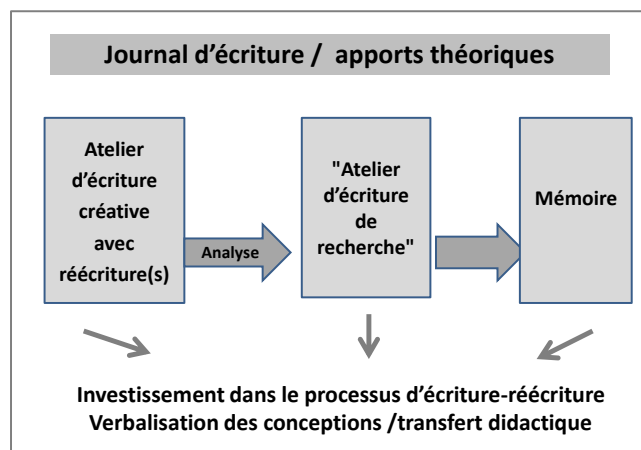 Journal d'écriture / apports théoriques
Atelier
d'écriture
créative
avec
réécriture(s)
Analyse
"Atelier
d'écriture
de
recherche"
Mémoire
Investissement dans le processus d'écriture-réécriture
Verbalisation des conceptions /transfert didactique